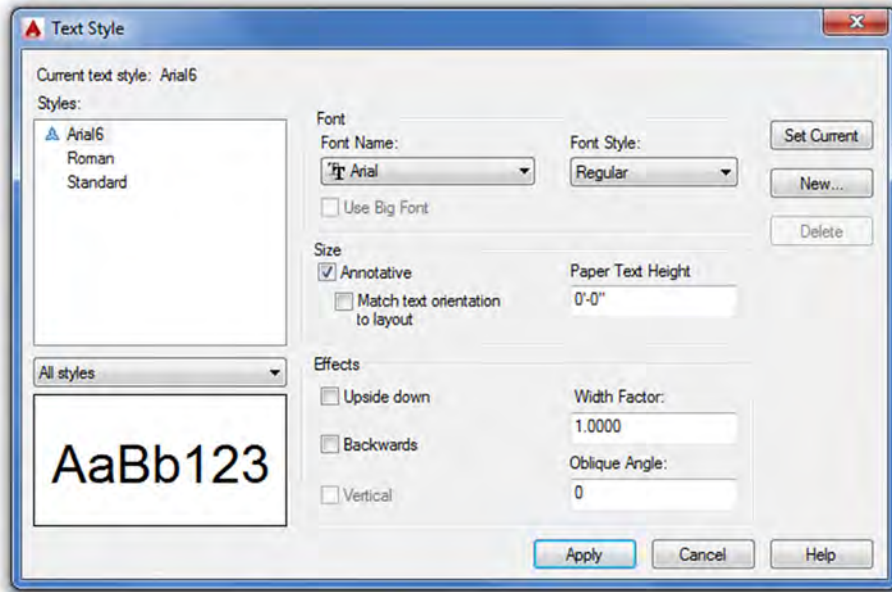 Text Style
Current text style: Arial6
Styles:
Arial6
Roman
Standard
All styles
AaBb123
Font
Font Name:
Arial
Use Big Font
Font Style:
Regular
Size
Annotative
Match text orientation
to layout
Paper Text Height
0'-0"
Effects
Upside down
Backwards
Vertical
Width Factor:
1.0000
Oblique Angle:
0
Set Current
New...
Delete
Apply
Cancel
Help